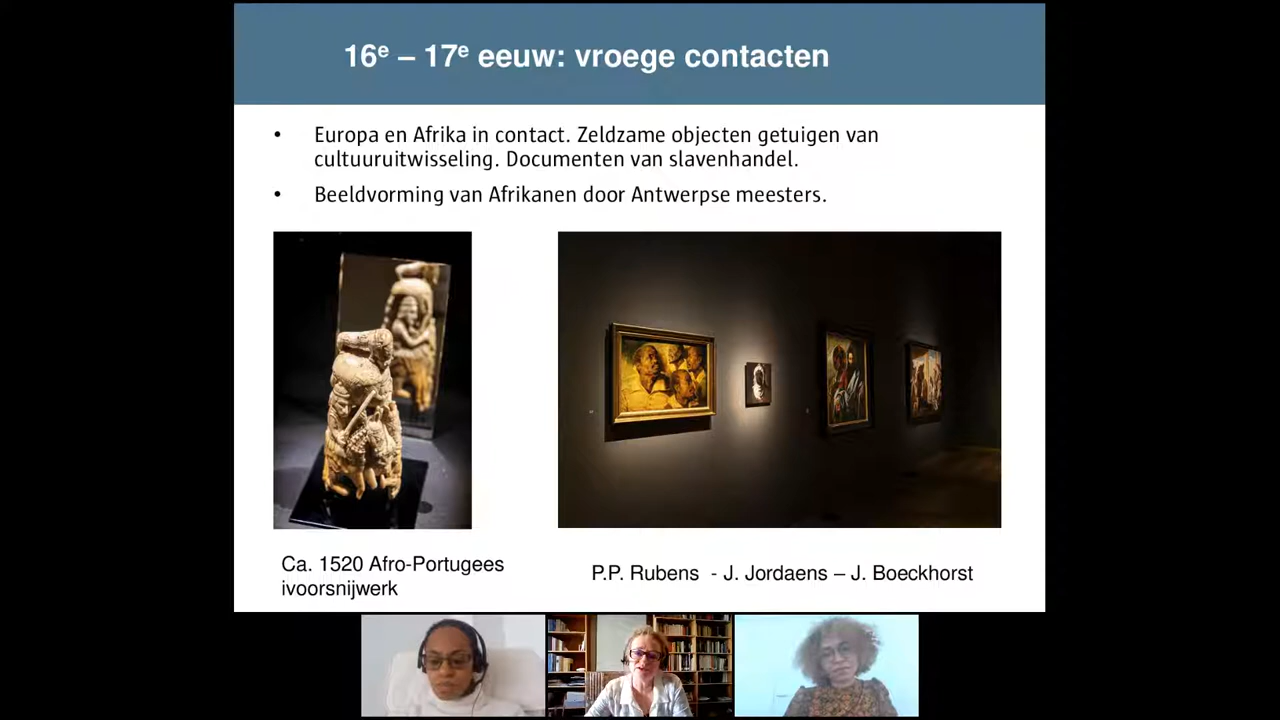 16e – 17e eeuw: vroege contacten
• Europa en Afrika in contact. Zeldzame objecten getuigen van
cultuuruitwisseling. Documenten van slavenhandel.
• Beeldvorming van Afrikanen door Antwerpse meesters.
Ca. 1520 Afro-Portugees
ivoorsnijwerk
P.P. Rubens - J. Jordaens – J. Boeckhorst